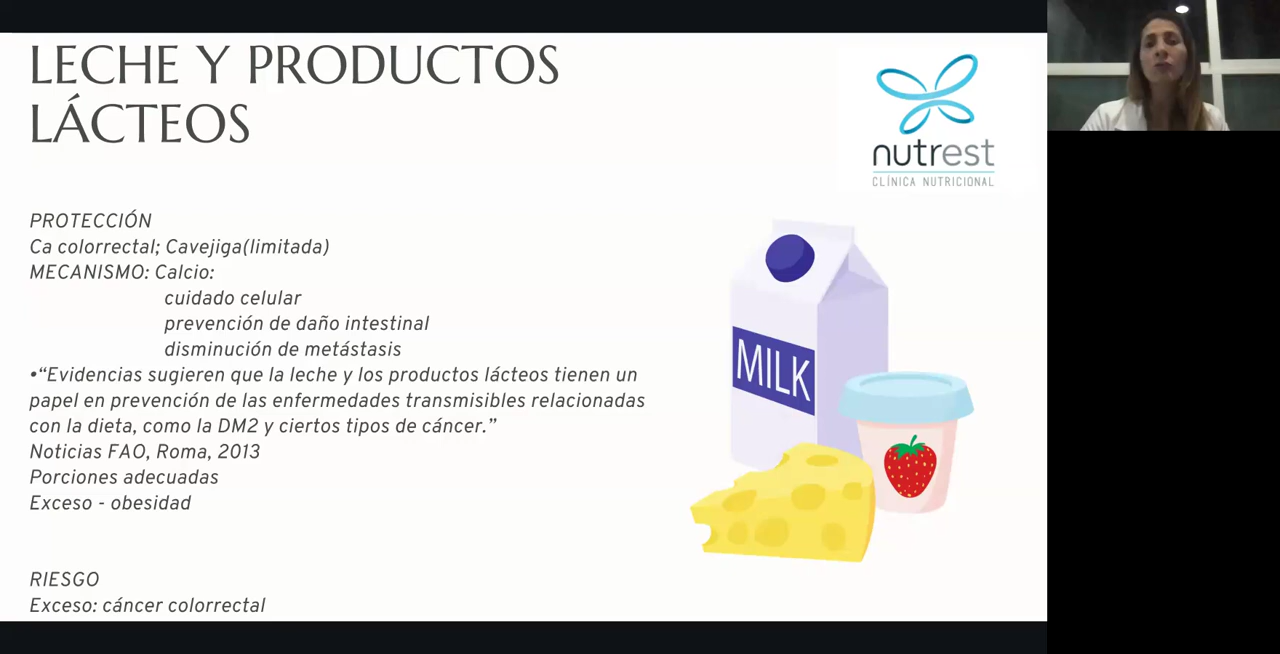 LECHE Y PRODUCTOS
LÁCTEOS
nutrest
CLÍNICA NUTRICIONAL
PROTECCIÓN
Ca colorrectal; Cavejiga(limitada)
MECANISMO: Calcio:
cuidado celular
prevención de daño intestinal
disminución de metástasis
•“Evidencias sugieren que la leche y los productos lácteos tienen un
papel en prevención de las enfermedades transmisibles relacionadas
con la dieta, como la DM2 y ciertos tipos de cáncer.”
Noticias FAO, Roma, 2013
Porciones adecuadas
Exceso - obesidad
RIESGO
Exceso: cáncer colorrectal
MILK